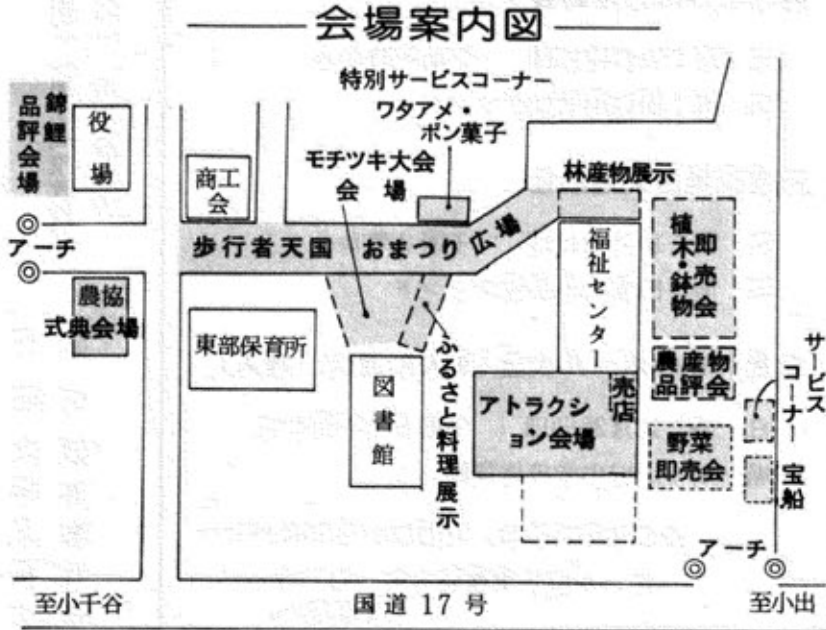 会場案内図
特別サービスコーナー
ワタアメ・
ポン菓子
錦鯉
品評会場
役場
商工
会
モチツキ大会
会場
林産物展示
アーチ
歩行者天国 おまつり広場
植木・鉢物
即売会
福祉センター
農協
式典会場
東部保育所
図書館
ふるさと料理展示
アトラクシ
ョン会場
売店
農産物
品評会
野菜
即売会
サービス
コーナー
宝船
アーチ
至小千谷
国道17号
至小出